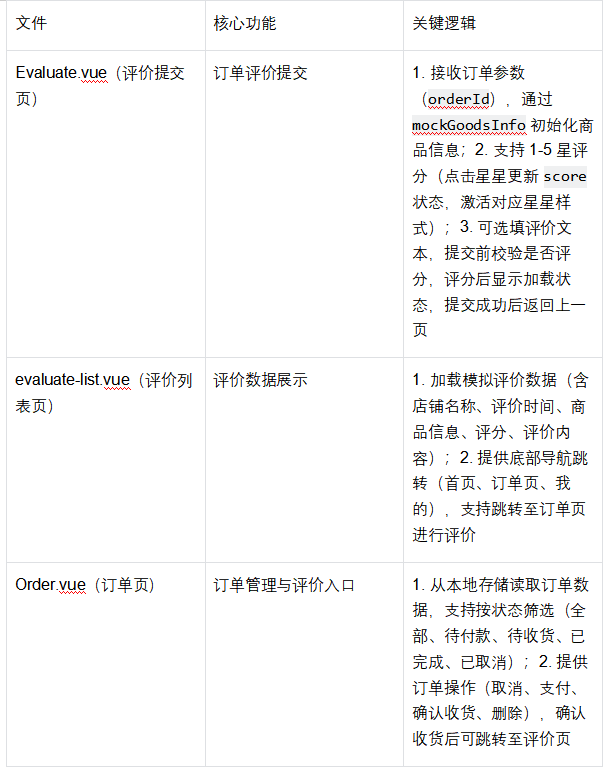 文件
核心功能
关键逻辑
Evaluate.vue（评价提交
页）
订单评价提交
1. 接收订单参数
（orderId），通过
mockGoodsInfo 初始化商
品信息；2. 支持 1-5 星评
分（点击星星更新 score
状态，激活对应星星样
式）；3. 可选填评价文
本，提交前校验是否评
分，评分后显示加载状
态，提交成功后返回上一
页
evaluate-list.vue（评价列
表页）
评价数据展示
1. 加载模拟评价数据（含
店铺名称、评价时间、商
品信息、评分、评价内
容）；2. 提供底部导航跳
转（首页、订单页、我
的），支持跳转至订单页
进行评价
Order.vue（订单页）
订单管理与评价入口
1. 从本地存储读取订单数
据，支持按状态筛选（全
部、待付款、待收货、已
完成、已取消）；2. 提供
订单操作（取消、支付、
确认收货、删除），确认
收货后可跳转至评价页